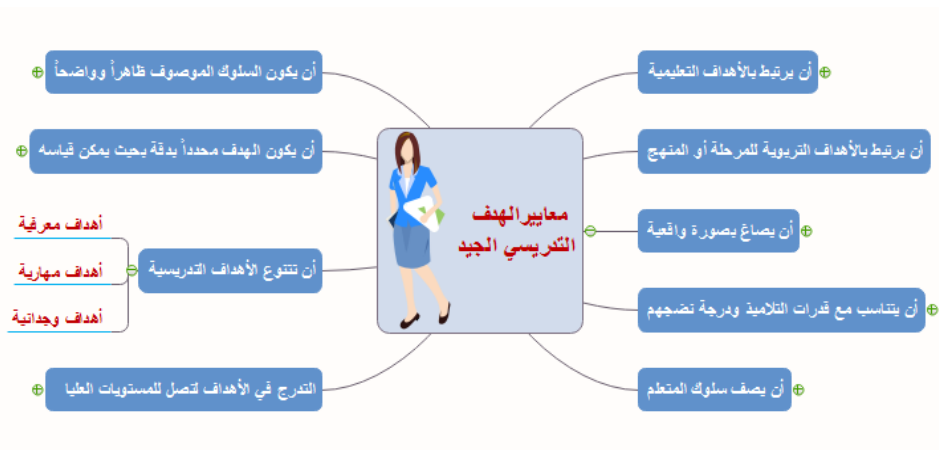 معايير الهدف
التدريسي الجيد
أن يرتبط بالأهداف التعليمية
أن يرتبط بالأهداف التربوية للمرحلة أو المنهج
أن يصاغ بصورة واقعية
أن يتناسب مع قدرات التلاميذ ودرجة نضجهم
أن يصف سلوك المتعلم
أن يكون السلوك الموصوف ظاهراً وواضحاً
أن يكون الهدف محدداً بدقة بحيث يمكن قياسه
أن تتنوع الأهداف التدريسية
أهداف معرفية
أهداف مهارية
أهداف وجدانية
التدرج في الأهداف لتصل للمستويات العليا